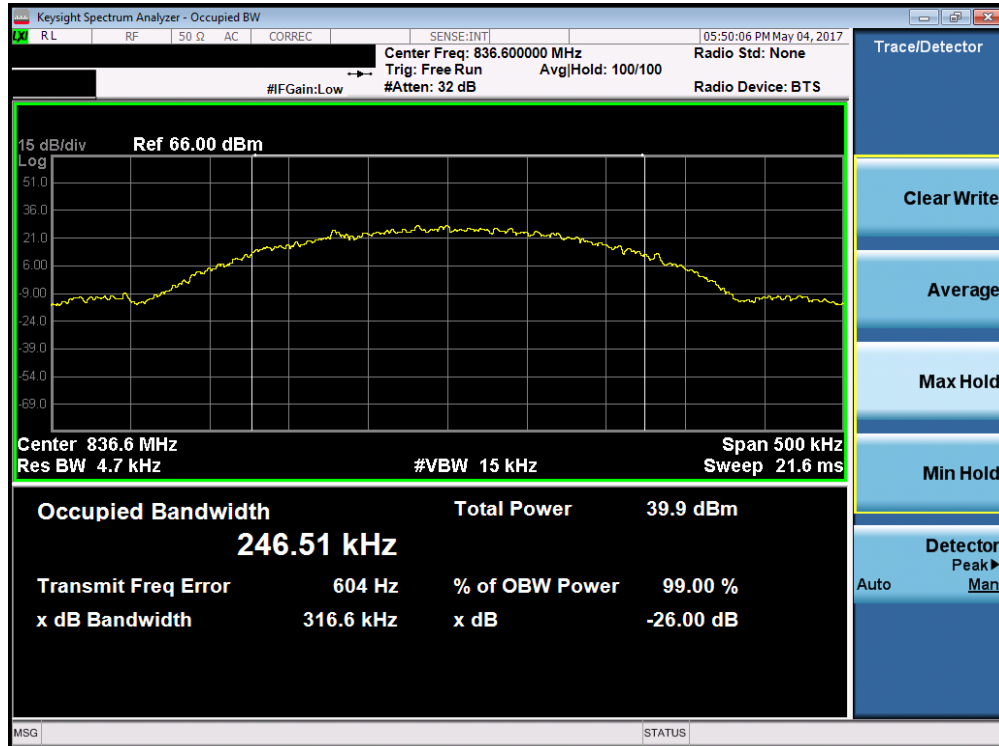 Keysight Spectrum Analyzer - Occupied BW
LXI RL RF 50 Ω AC CORREC SENSE:INT 05:50:06 PM May 04, 2017
Center Freq: 836.600000 MHz Radio Std: None
Trig: Free Run Avg|Hold: 100/100
#IFGain:Low #Atten: 32 dB Radio Device: BTS
Trace/Detector
15 dB/div Ref 66.00 dBm
Log
51.0
36.0
21.0
6.00
-9.00
-24.0
-39.0
-54.0
-69.0
Center 836.6 MHz Span 500 kHz
Res BW 4.7 kHz #VBW 15 kHz Sweep 21.6 ms
Occupied Bandwidth Total Power 39.9 dBm
246.51 kHz
Transmit Freq Error 604 Hz % of OBW Power 99.00 %
x dB Bandwidth 316.6 kHz x dB -26.00 dB
Clear Write
Average
Max Hold
Min Hold
Detector
Peak▶
Auto Man
MSG STATUS